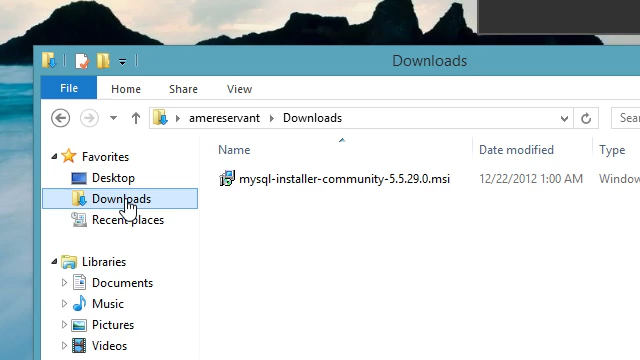 Downloads
File Home Share View
amereservant Downloads Sea
Name Date modified Type
mysql-installer-community-5.5.29.0.msi 12/22/2012 1:00 AM Window
Favorites
Desktop
Downloads
Recent places
Libraries
Documents
Music
Pictures
Videos